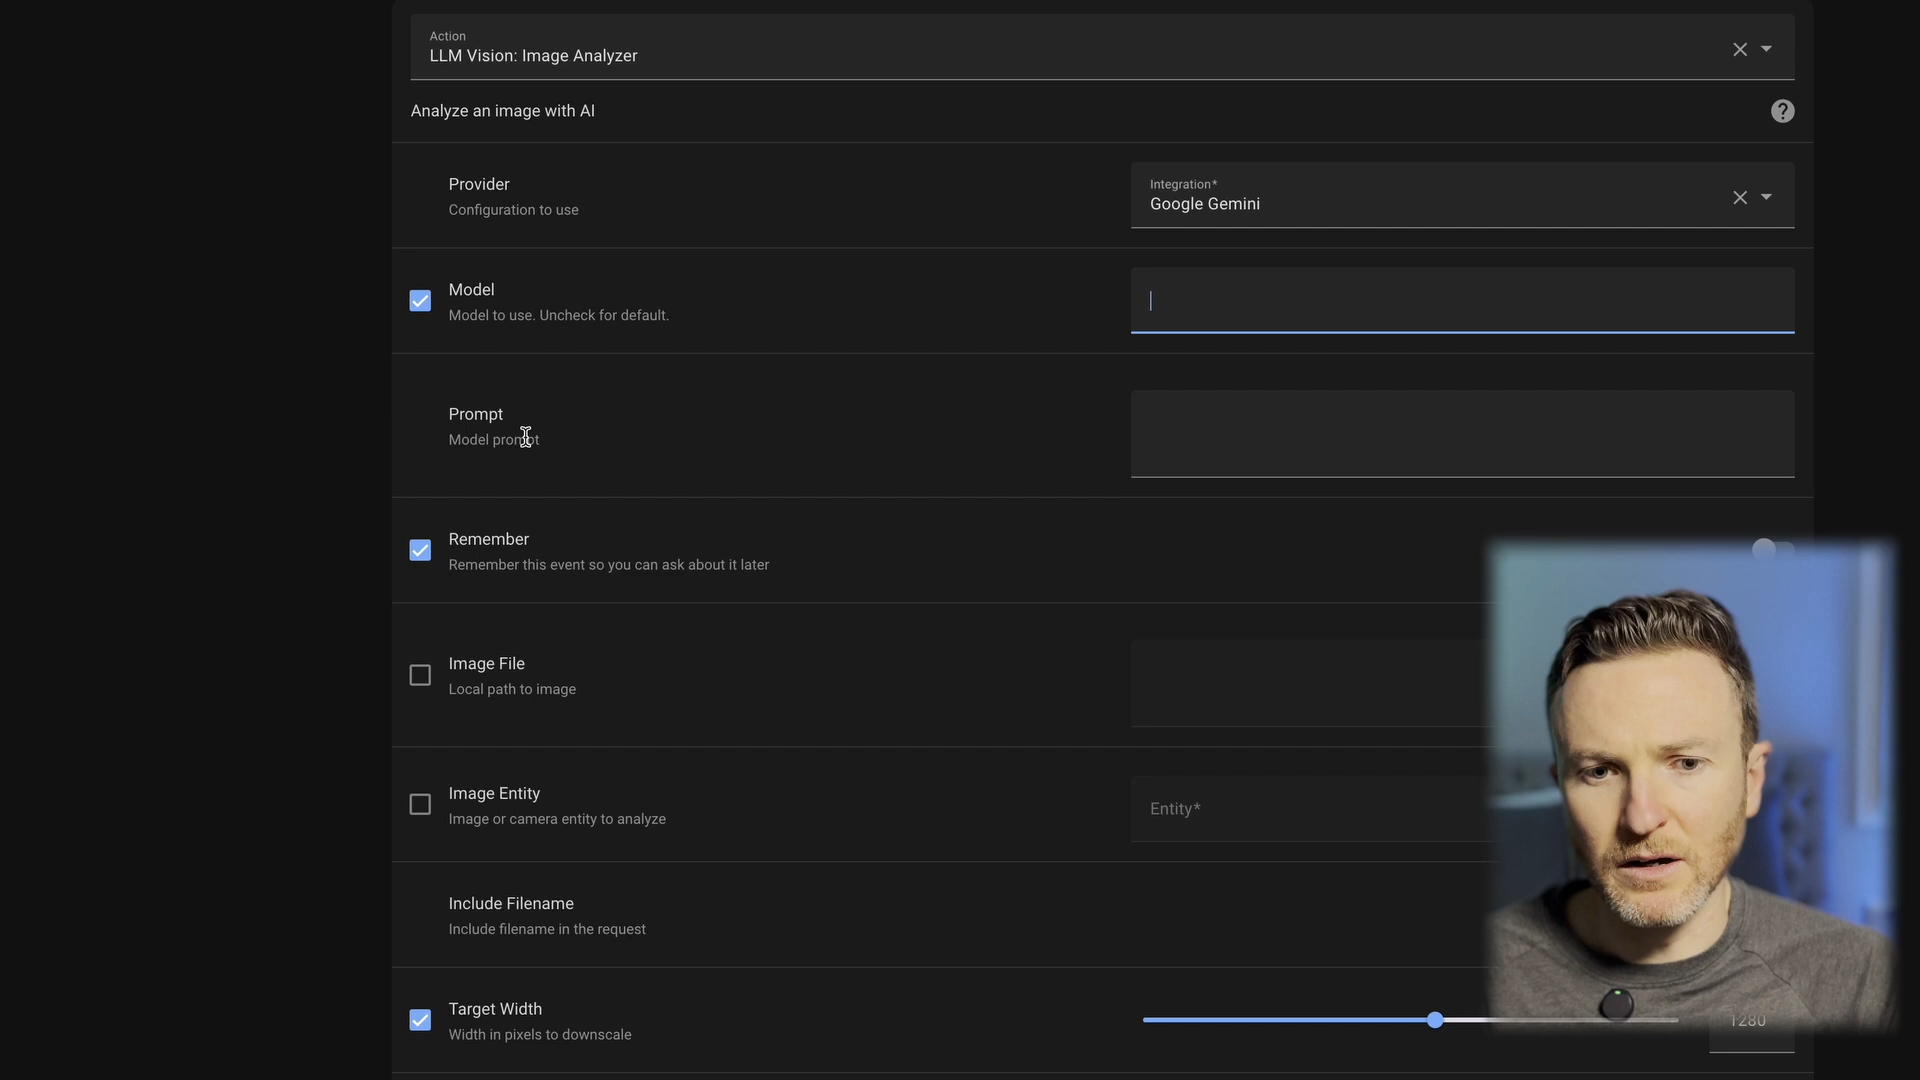 Action
LLM Vision: Image Analyzer
Analyze an image with AI
Provider
Configuration to use
Integration*
Google Gemini
Model
Model to use. Uncheck for default.
Prompt
Model prompt
Remember
Remember this event so you can ask about it later
Image File
Local path to image
Image Entity
Image or camera entity to analyze
Entity*
Include Filename
Include filename in the request
Target Width
Width in pixels to downscale
1280